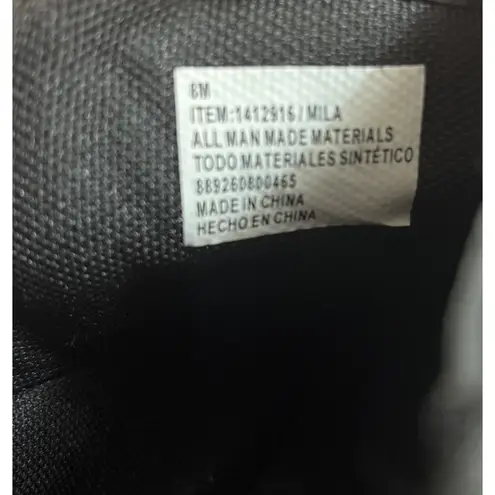 6M
ITEM:1412916/MILA
ALL MAN MADE MATERIALS
TODO MATERIALES SINTÉTICO
889260800465
MADE IN CHINA
HECHO EN CHINA